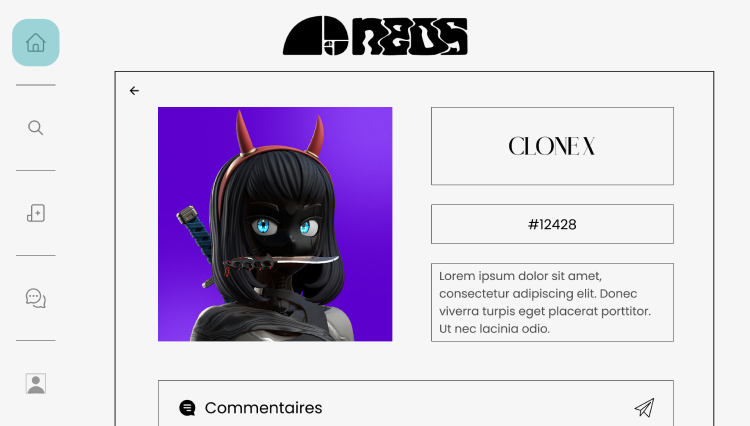 neos
CLONE X
#12428
Lorem ipsum dolor sit amet,
consectetur adipiscing elit. Donec
viverra turpis eget placerat porttitor.
Ut nec lacinia odio.
Commentaires